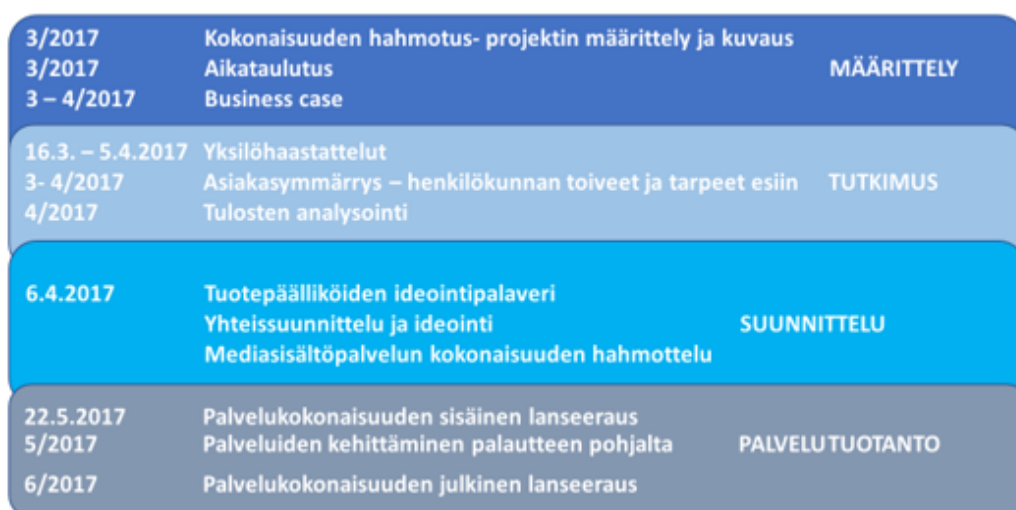 3/2017 Kokonaisuuden hahmotus- projektin määrittely ja kuvaus
3/2017 Aikataulutus MÄÄRITTELY
3 – 4/2017 Business case
16.3. – 5.4.2017 Yksilöhaastattelut
3- 4/2017 Asiakasymmärrys – henkilökunnan toiveet ja tarpeet esiin TUTKIMUS
4/2017 Tulosten analysointi
6.4.2017 Tuotepäälliköiden ideointipalaveri
Yhteissuunnittelu ja ideointi SUUNNITTELU
Mediasisältöpalvelun kokonaisuuden hahmottelu
22.5.2017 Palvelukokonaisuuden sisäinen lanseeraus
5/2017 Palveluiden kehittäminen palautteen pohjalta PALVELUTUOTANTO
6/2017 Palvelukokonaisuuden julkinen lanseeraus